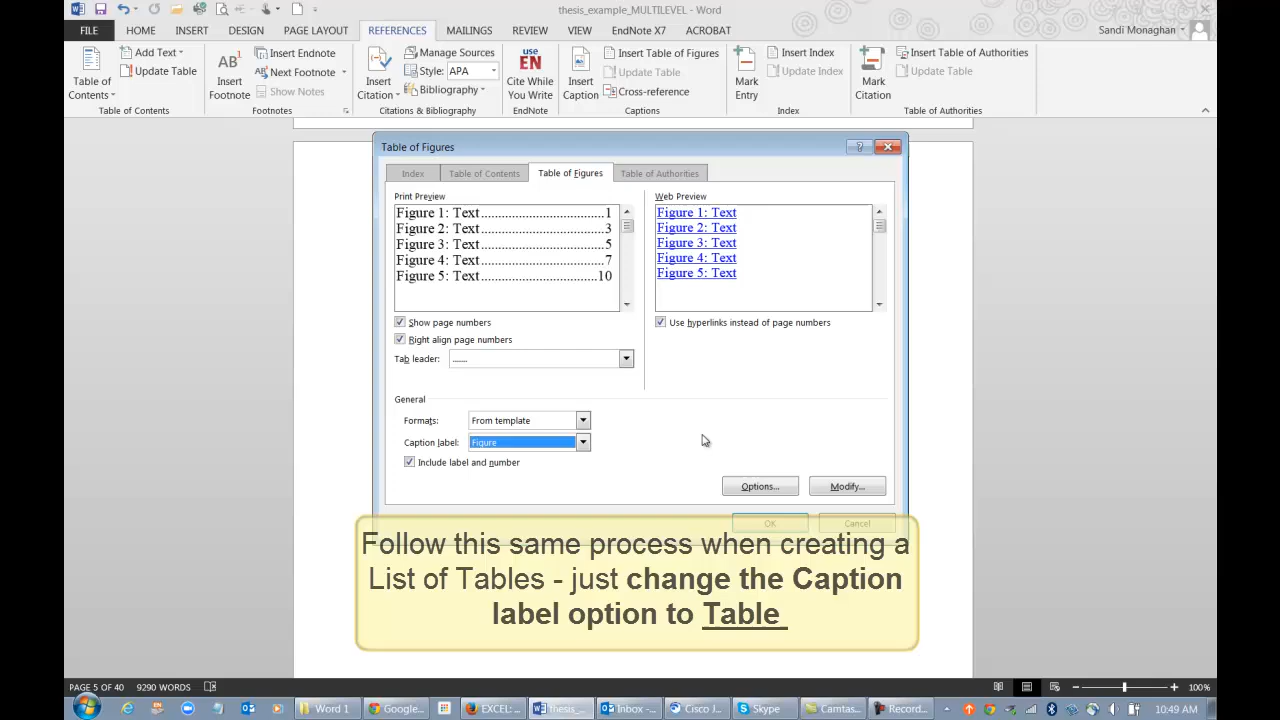 thesis_example_MULTILEVEL - Word
FILE HOME INSERT DESIGN PAGE LAYOUT REFERENCES MAILINGS REVIEW VIEW EndNote X7 ACROBAT Sandi Monaghan
Table of Contents
Add Text
Update Table
Table of Contents
AB1
Insert Footnote
Insert Endnote
Next Footnote
Show Notes
Footnotes
Insert Citation
Manage Sources
Style: APA
Bibliography
Citations & Bibliography
use
EN
Cite While You Write
EndNote
Insert Caption
Insert Table of Figures
Update Table
Cross-reference
Captions
Mark Entry
Insert Index
Update Index
Index
Mark Citation
Insert Table of Authorities
Update Table
Table of Authorities
Table of Figures
Index Table of Contents Table of Figures Table of Authorities
Print Preview
Figure 1: Text....................................1
Figure 2: Text....................................3
Figure 3: Text....................................5
Figure 4: Text....................................7
Figure 5: Text..................................10
Web Preview
Figure 1: Text
Figure 2: Text
Figure 3: Text
Figure 4: Text
Figure 5: Text
Show page numbers
Right align page numbers
Tab leader: .......
Use hyperlinks instead of page numbers
General
Formats: From template
Caption label: Figure
Include label and number
Options... Modify...
OK Cancel
Follow this same process when creating a
List of Tables - just change the Caption
label option to Table
PAGE 5 OF 40 9290 WORDS 100%
Word 1 Google... EXCEL:... thesis_... Inbox -... Cisco J... Skype Camtas... Record... 10:49 AM